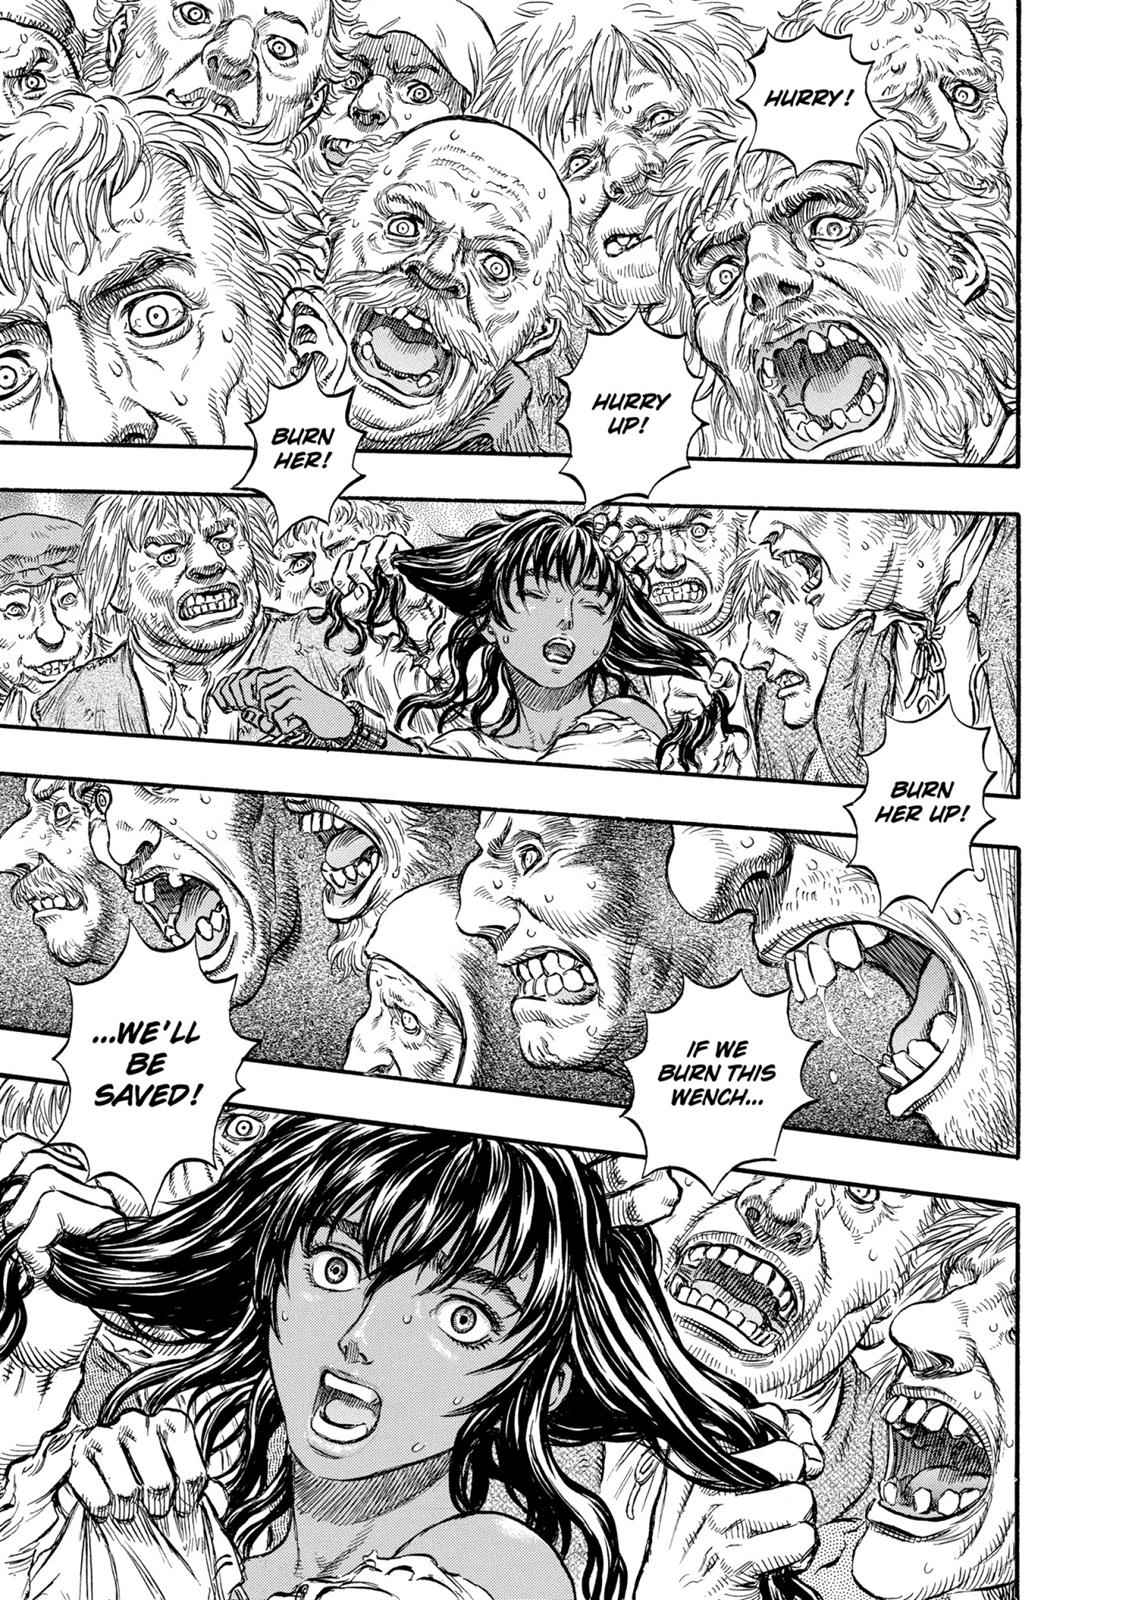 HURRY!
HURRY
UP!
BURN
HER!
BURN
HER UP!
IF WE
BURN THIS
WENCH...
...WE'LL
BE
SAVED!